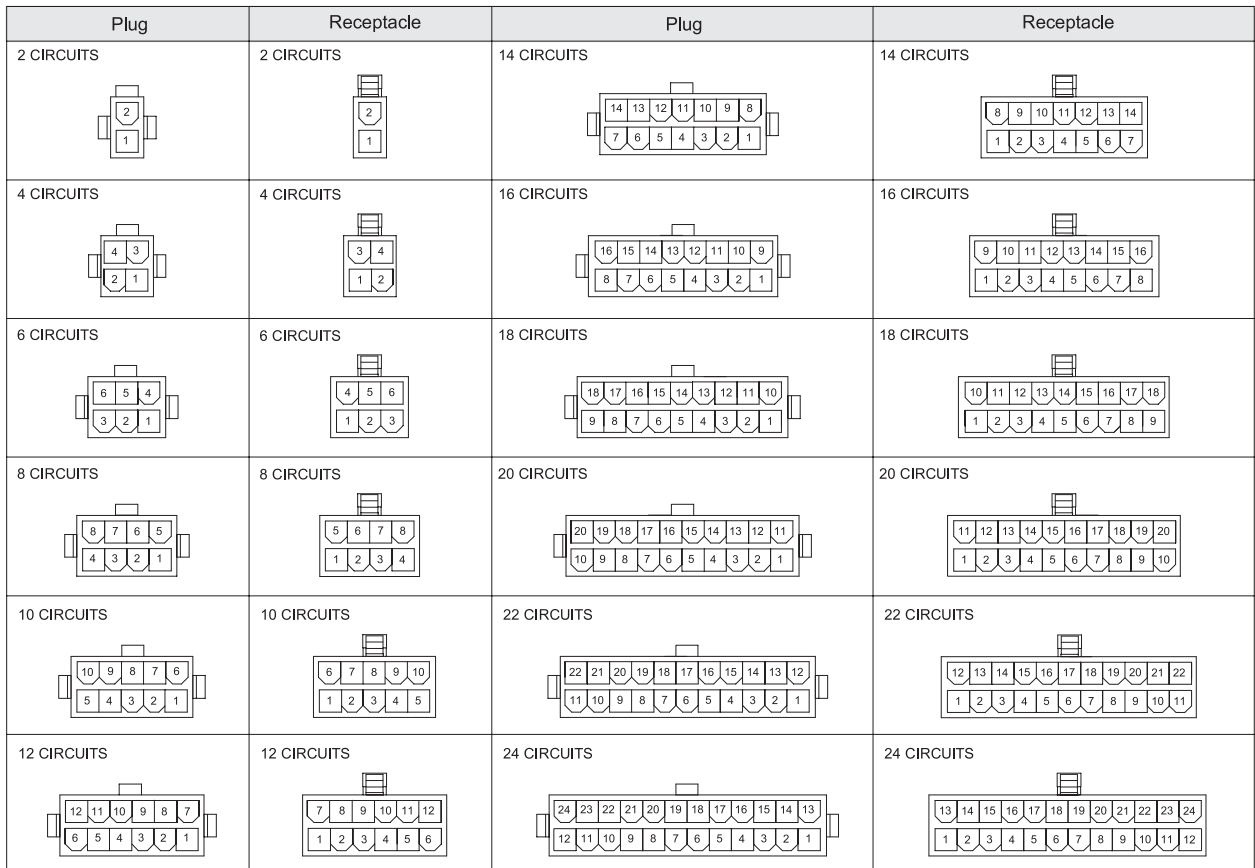 Plug Receptacle Plug Receptacle
2 CIRCUITS 2 CIRCUITS 14 CIRCUITS 14 CIRCUITS
2 2 14 13 12 11 10 9 8 8 9 10 11 12 13 14
1 1 7 6 5 4 3 2 1 1 2 3 4 5 6 7
4 CIRCUITS 4 CIRCUITS 16 CIRCUITS 16 CIRCUITS
4 3 3 4 16 15 14 13 12 11 10 9 9 10 11 12 13 14 15 16
2 1 1 2 8 7 6 5 4 3 2 1 1 2 3 4 5 6 7 8
6 CIRCUITS 6 CIRCUITS 18 CIRCUITS 18 CIRCUITS
6 5 4 4 5 6 18 17 16 15 14 13 12 11 10 10 11 12 13 14 15 16 17 18
3 2 1 1 2 3 9 8 7 6 5 4 3 2 1 1 2 3 4 5 6 7 8 9
8 CIRCUITS 8 CIRCUITS 20 CIRCUITS 20 CIRCUITS
8 7 6 5 5 6 7 8 20 19 18 17 16 15 14 13 12 11 11 12 13 14 15 16 17 18 19 20
4 3 2 1 1 2 3 4 10 9 8 7 6 5 4 3 2 1 1 2 3 4 5 6 7 8 9 10
10 CIRCUITS 10 CIRCUITS 22 CIRCUITS 22 CIRCUITS
10 9 8 7 6 6 7 8 9 10 22 21 20 19 18 17 16 15 14 13 12 12 13 14 15 16 17 18 19 20 21 22
5 4 3 2 1 1 2 3 4 5 11 10 9 8 7 6 5 4 3 2 1 1 2 3 4 5 6 7 8 9 10 11
12 CIRCUITS 12 CIRCUITS 24 CIRCUITS 24 CIRCUITS
12 11 10 9 8 7 7 8 9 10 11 12 24 23 22 21 20 19 18 17 16 15 14 13 13 14 15 16 17 18 19 20 21 22 23 24
6 5 4 3 2 1 1 2 3 4 5 6 12 11 10 9 8 7 6 5 4 3 2 1 1 2 3 4 5 6 7 8 9 10 11 12